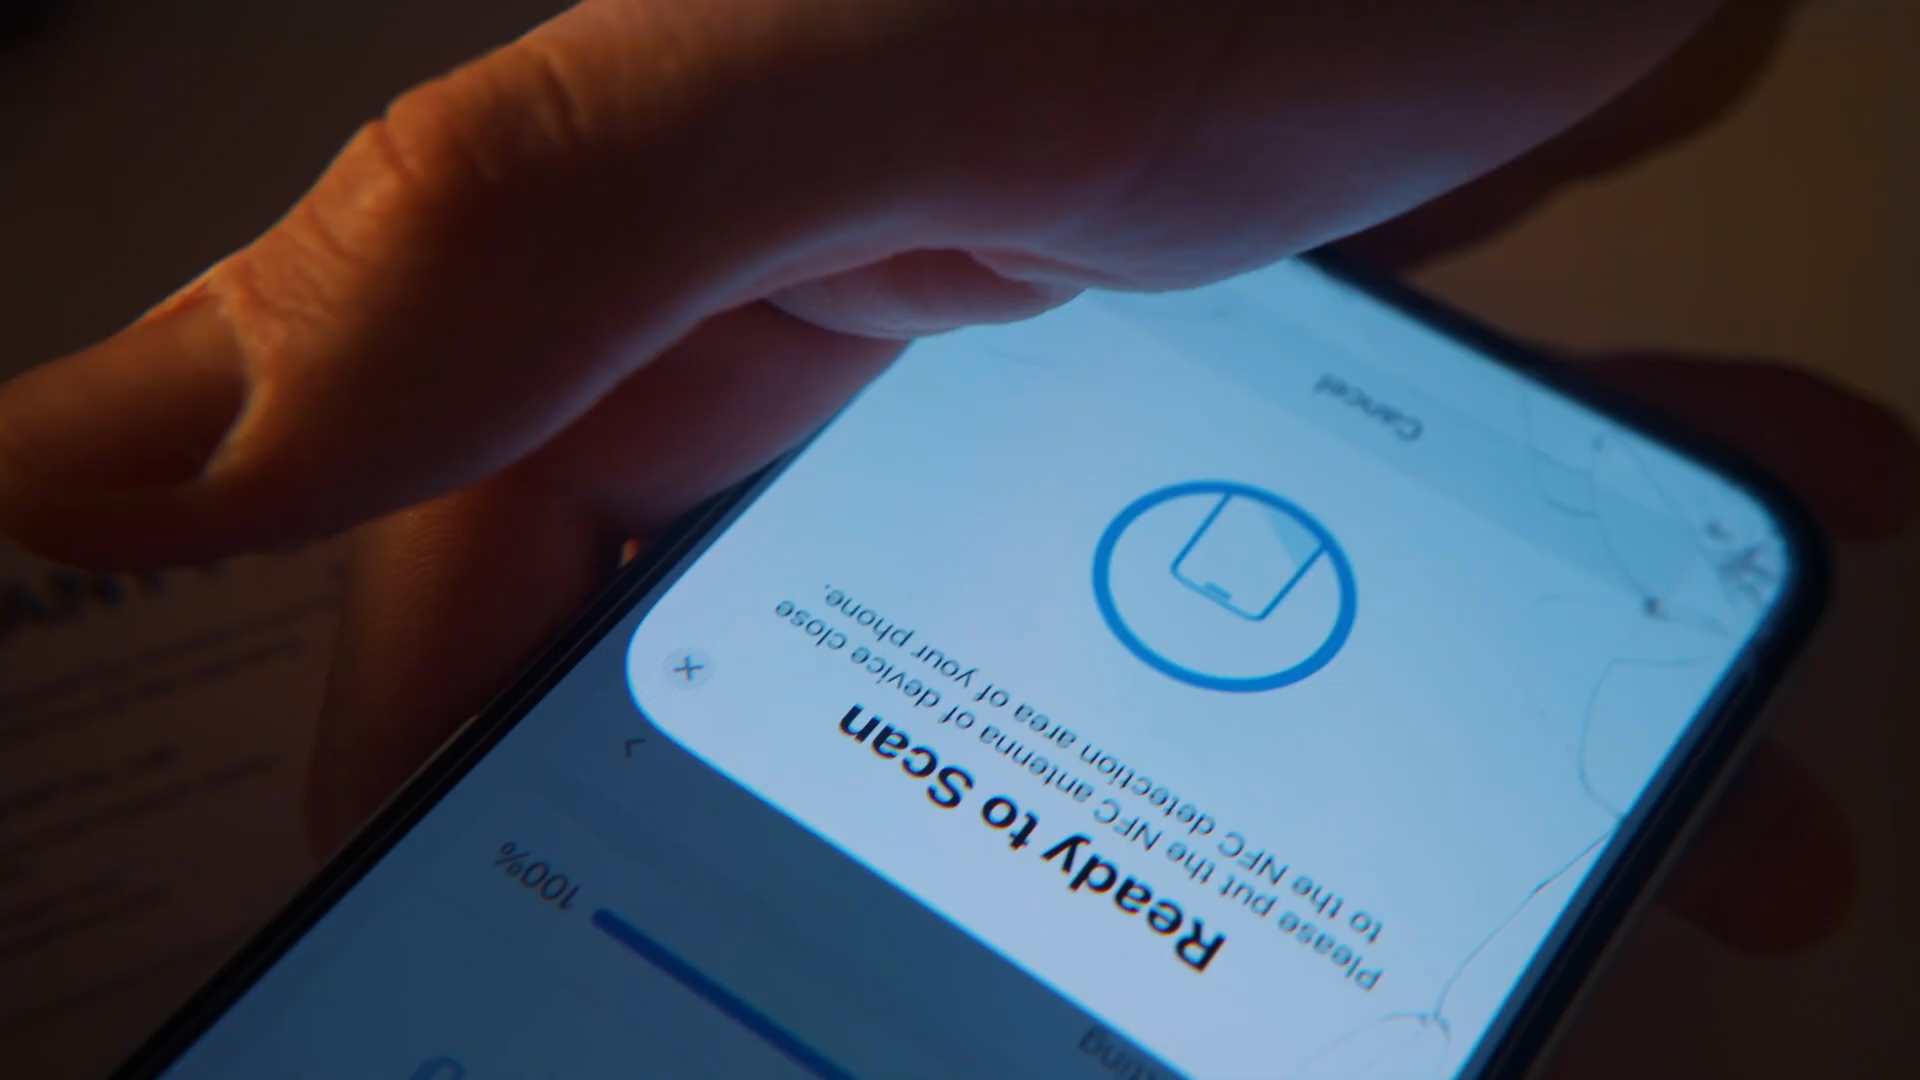 100%
Ready to Scan
Please put the NFC antenna of device close
to the NFC detection area of your phone.
Cancel